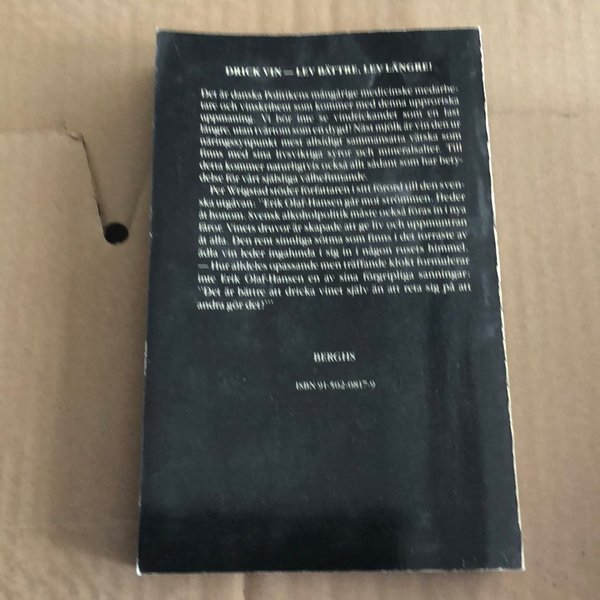 DRICK VIN — LEV BÄTTRE, LEV LÄNGRE!
Det är danska Politikens mångårige medicinske medarbe-
tare och vinskribent som kommer med denna upproriska
uppmaning. Vi bör inte se vindrickandet som en last
längre, utan tvärtom som en dygd! Näst mjölk är vin den ur
näringssynpunkt mest allsidigt sammansatta vätska som
finns med sina livsviktiga syror och mineralsalter. Till
detta kommer naturligtvis också allt sådant som har bety-
delse för vårt själsliga välbefinnande.
Per Wrigstad stöder författaren i sitt förord till den sven-
ska utgåvan. "Erik Olaf-Hansen går mot strömmen. Heder
åt honom. Svensk alkoholpolitik måste också föras in i nya
fåror. Vinets druvor är skapade att ge liv och uppmuntran
åt alla. Den rent sinnliga sötma som finns i det torraste av
ädla vin leder ingalunda i sig in i något rusets himmel.
— Hur alldeles opassande men träffande klokt formulerar
inte Erik Olaf-Hansen en av sina förgripliga sanningar:
'Det är bättre att dricka vinet själv än att reta sig på att
andra gör det!'"
BERGHS
ISBN 91-502-0817-9